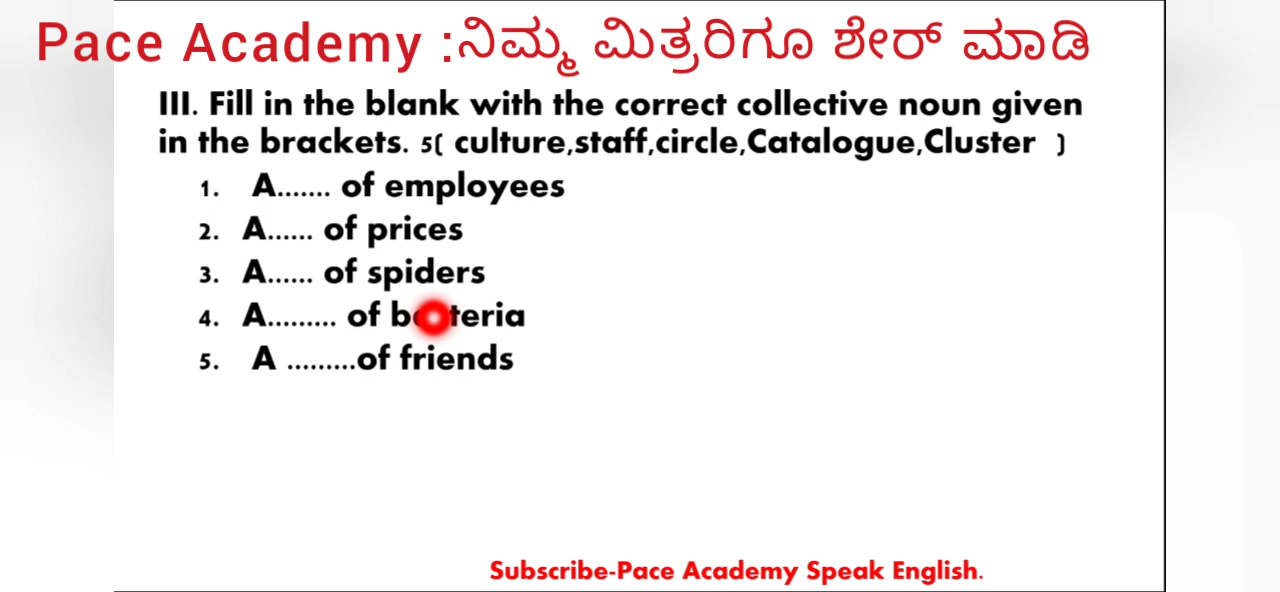 Pace Academy :ನಿಮ್ಮ ಮಿತ್ರರಿಗೂ ಶೇರ್ ಮಾಡಿ
III. Fill in the blank with the correct collective noun given
in the brackets. 5( culture,staff,circle,Catalogue,Cluster )
1. A....... of employees
2. A...... of prices
3. A...... of spiders
4. A......... of bacteria
5. A .........of friends
Subscribe-Pace Academy Speak English.